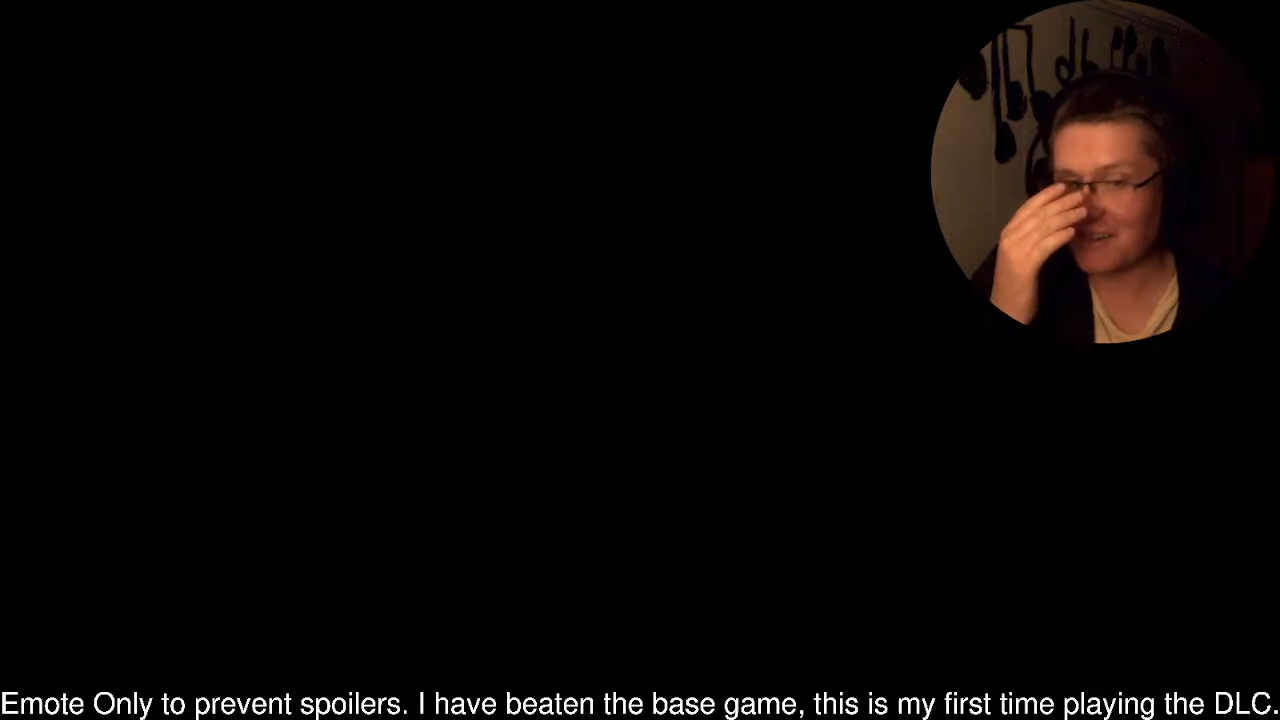 Emote Only to prevent spoilers. I have beaten the base game, this is my first time playing the DLC.